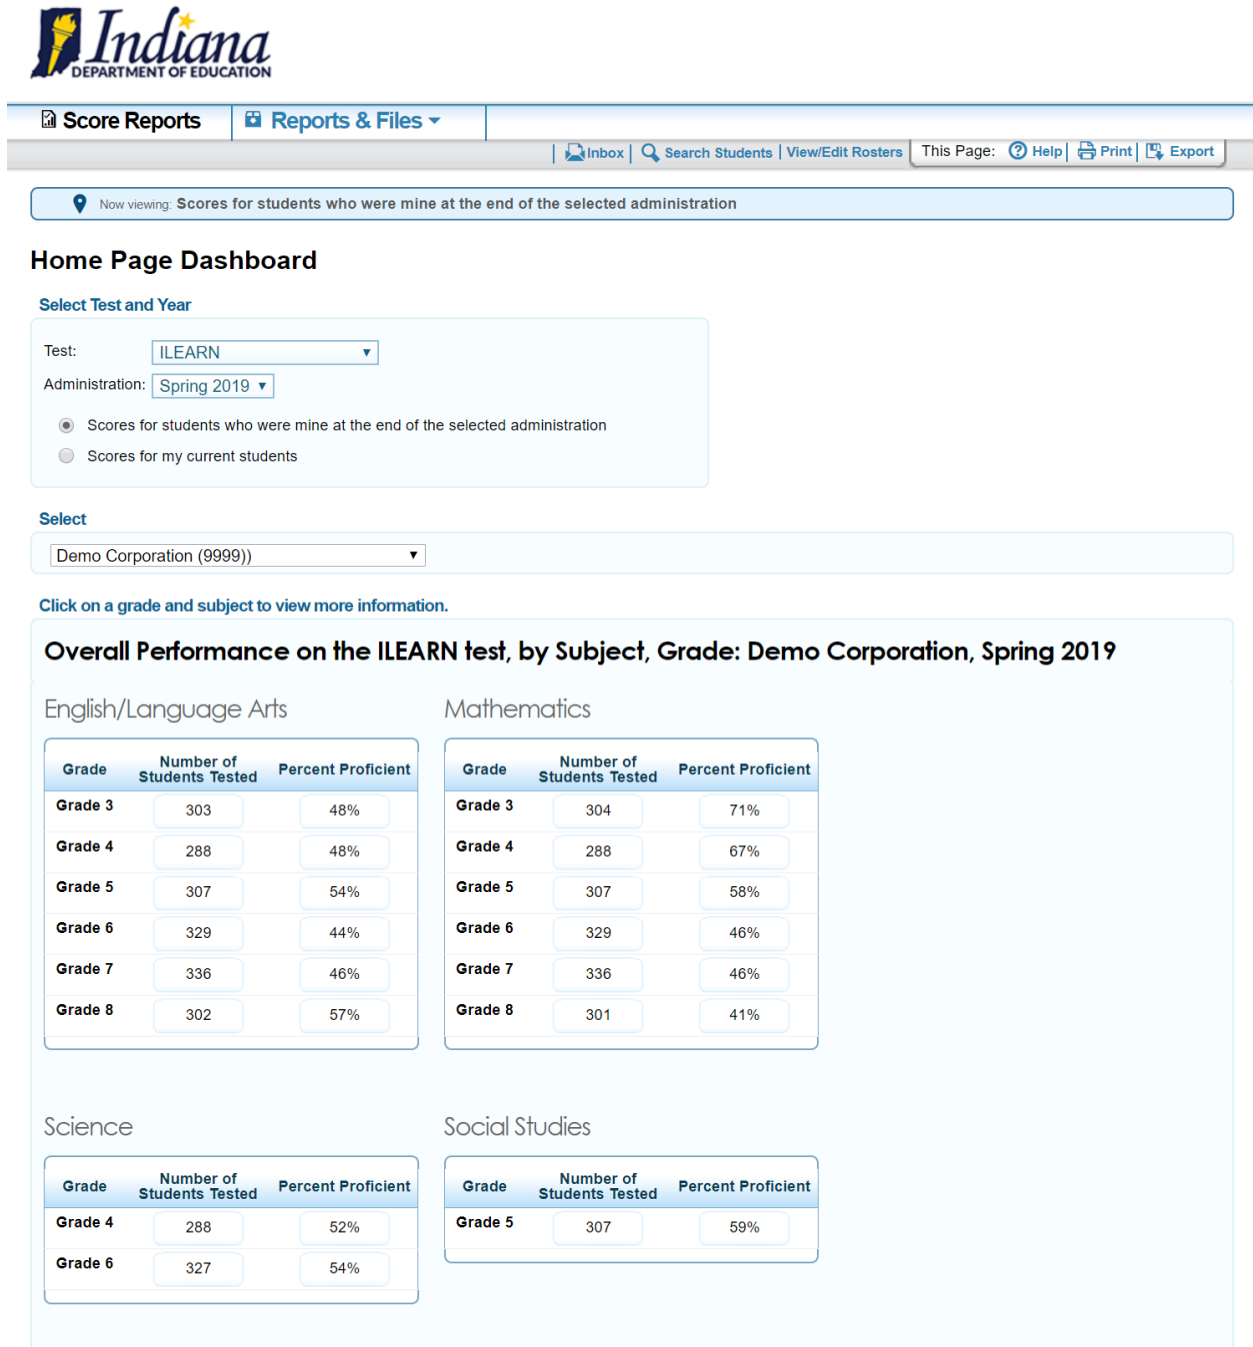 Indiana
DEPARTMENT OF EDUCATION
Score Reports
Reports & Files
Inbox | Search Students | View/Edit Rosters
This Page: Help | Print | Export
Now viewing: Scores for students who were mine at the end of the selected administration
Home Page Dashboard
Select Test and Year
Test: ILEARN
Administration: Spring 2019
Scores for students who were mine at the end of the selected administration
Scores for my current students
Select
Demo Corporation (9999))
Click on a grade and subject to view more information.
Overall Performance on the ILEARN test, by Subject, Grade: Demo Corporation, Spring 2019
English/Language Arts
Grade Number of Students Tested Percent Proficient
Grade 3 303 48%
Grade 4 288 48%
Grade 5 307 54%
Grade 6 329 44%
Grade 7 336 46%
Grade 8 302 57%
Mathematics
Grade Number of Students Tested Percent Proficient
Grade 3 304 71%
Grade 4 288 67%
Grade 5 307 58%
Grade 6 329 46%
Grade 7 336 46%
Grade 8 301 41%
Science
Grade Number of Students Tested Percent Proficient
Grade 4 288 52%
Grade 6 327 54%
Social Studies
Grade Number of Students Tested Percent Proficient
Grade 5 307 59%